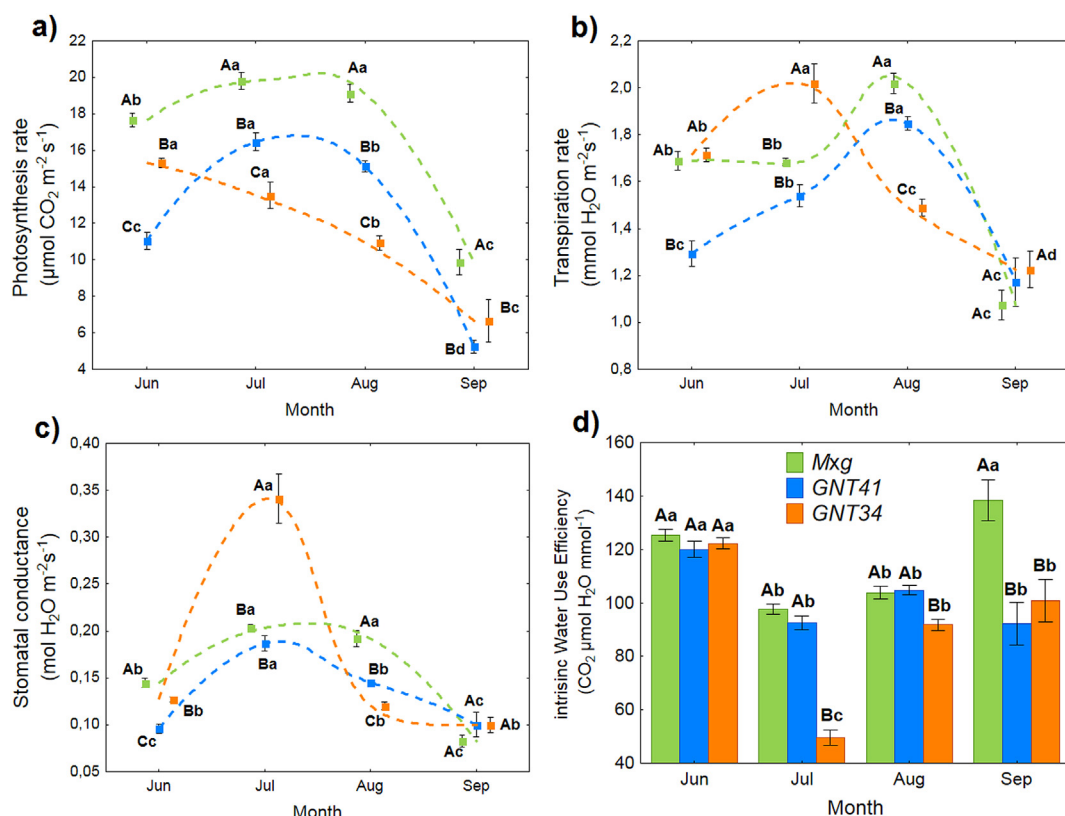 a)
Photosynthesis rate
(µmol CO2 m-2 s-1)
22
20
18
16
14
12
10
8
6
4
Ab
Aa
Aa
Ba
Ba
Bb
Ca
Cc
Cb
Ac
Bc
Bd
Jun Jul Aug Sep
Month
b)
Transpiration rate
(mmol H2O m-2s-1)
2,2
2,0
1,8
1,6
1,4
1,2
1,0
0,8
Aa
Aa
Ab
Ba
Ab
Bb
Bb
Cc
Bc
Ad
Ac
Ac
Jun Jul Aug Sep
Month
c)
Stomatal conductance
(mol H2O m-2s-1)
0,40
0,35
0,30
0,25
0,20
0,15
0,10
0,05
Aa
Ba
Aa
Ab
Ba
Bb
Bb
Ac
Cc
Cb
Ab
Ac
Jun Jul Aug Sep
Month
d)
intrisinc Water Use Efficiency
(CO2 µmol H2O mmol-1)
160
140
120
100
80
60
40
Mxg
GNT41
GNT34
Aa Aa Aa
Ab Ab
Bc
Ab Ab
Bb
Aa
Bb
Bb
Jun Jul Aug Sep
Month